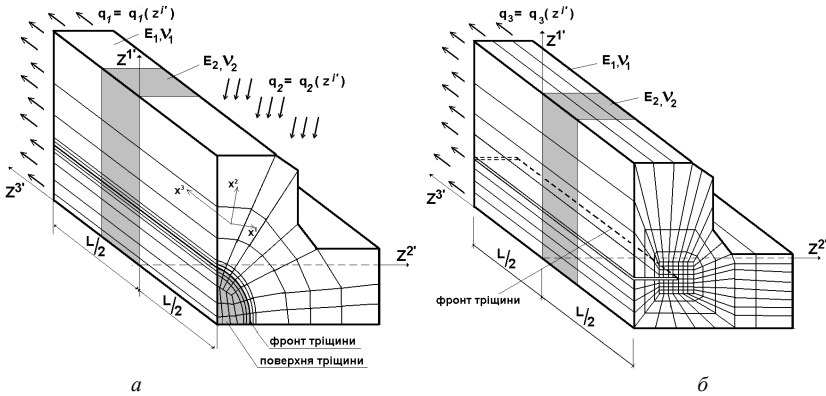 q₁ = q₁(zⁱ')
E₁,ν₁
Z¹'
E₂,ν₂
q₂ = q₂(zⁱ')
x³
x²
x¹
Z³'
Z²'
L/2
L/2
фронт тріщини
поверхня тріщини
а
q₃ = q₃(zⁱ')
Z¹'
E₁,ν₁
E₂,ν₂
Z³'
Z²'
L/2
фронт тріщини
L/2
б